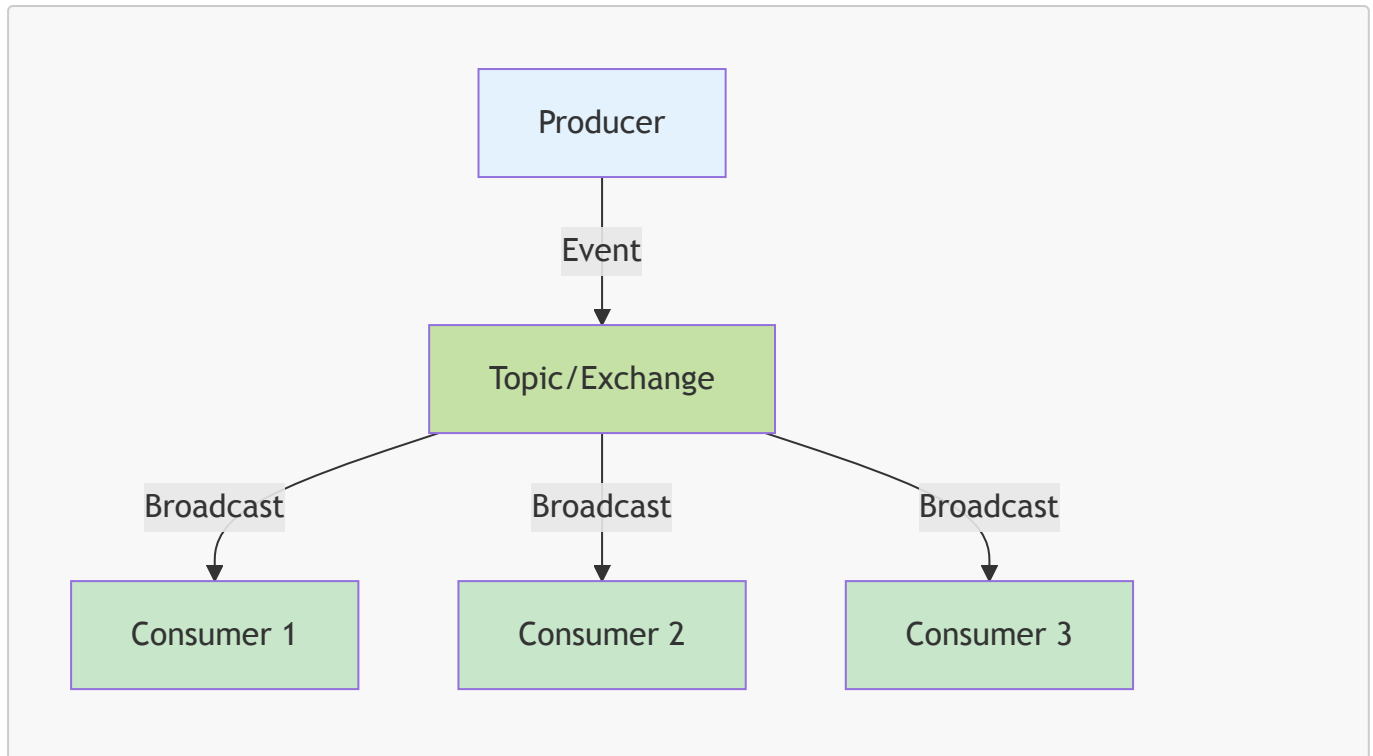 Producer
Event
Topic/Exchange
Broadcast
Broadcast
Broadcast
Consumer 1
Consumer 2
Consumer 3